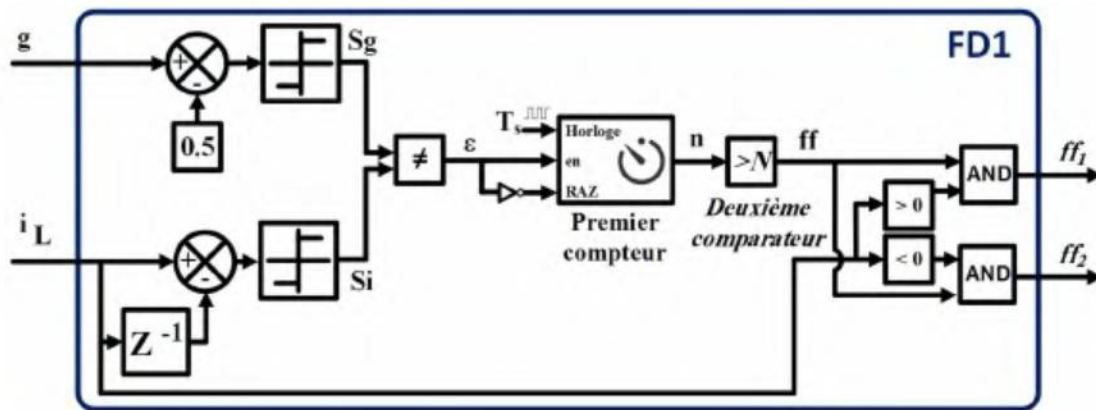 FD1
g
+
-
0.5
Sg
≠
ε
Ts
Horloge
en
RAZ
Premier
compteur
n
>N
ff
Deuxième
comparateur
AND
ff1
> 0
< 0
AND
ff2
iL
+
-
Si
Z -1